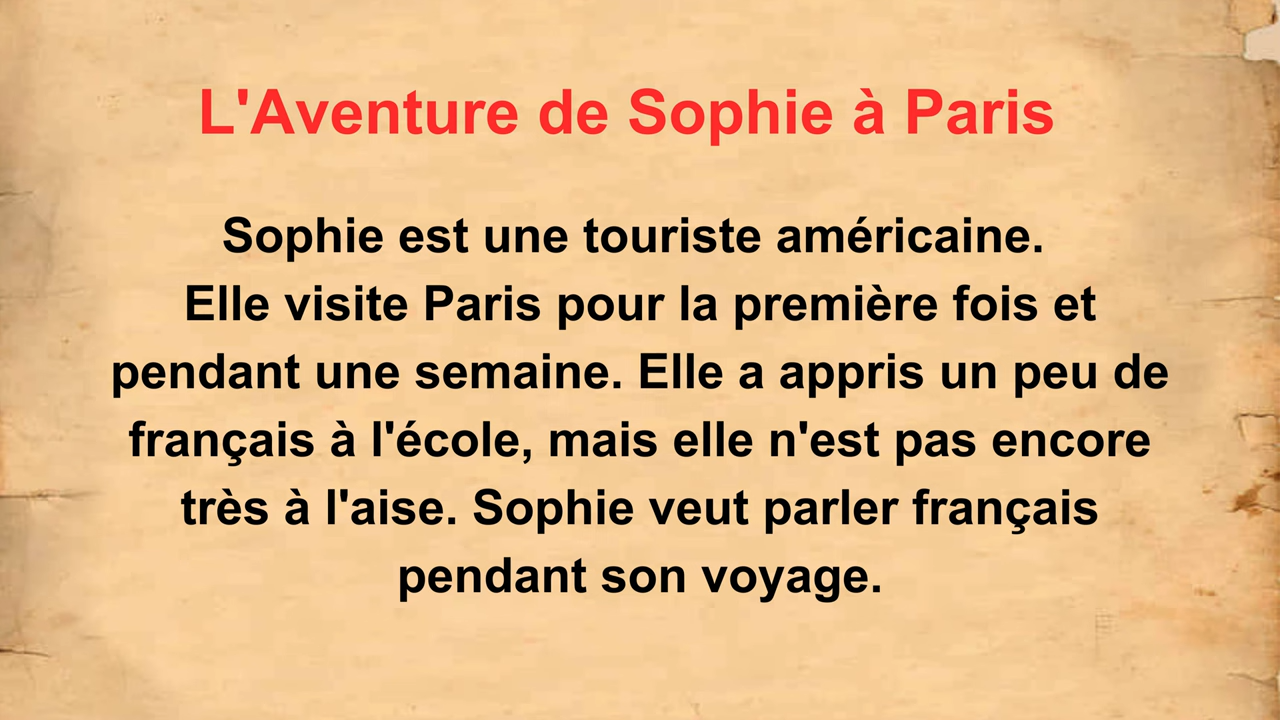 L'Aventure de Sophie à Paris
Sophie est une touriste américaine.
Elle visite Paris pour la première fois et
pendant une semaine. Elle a appris un peu de
français à l'école, mais elle n'est pas encore
très à l'aise. Sophie veut parler français
pendant son voyage.